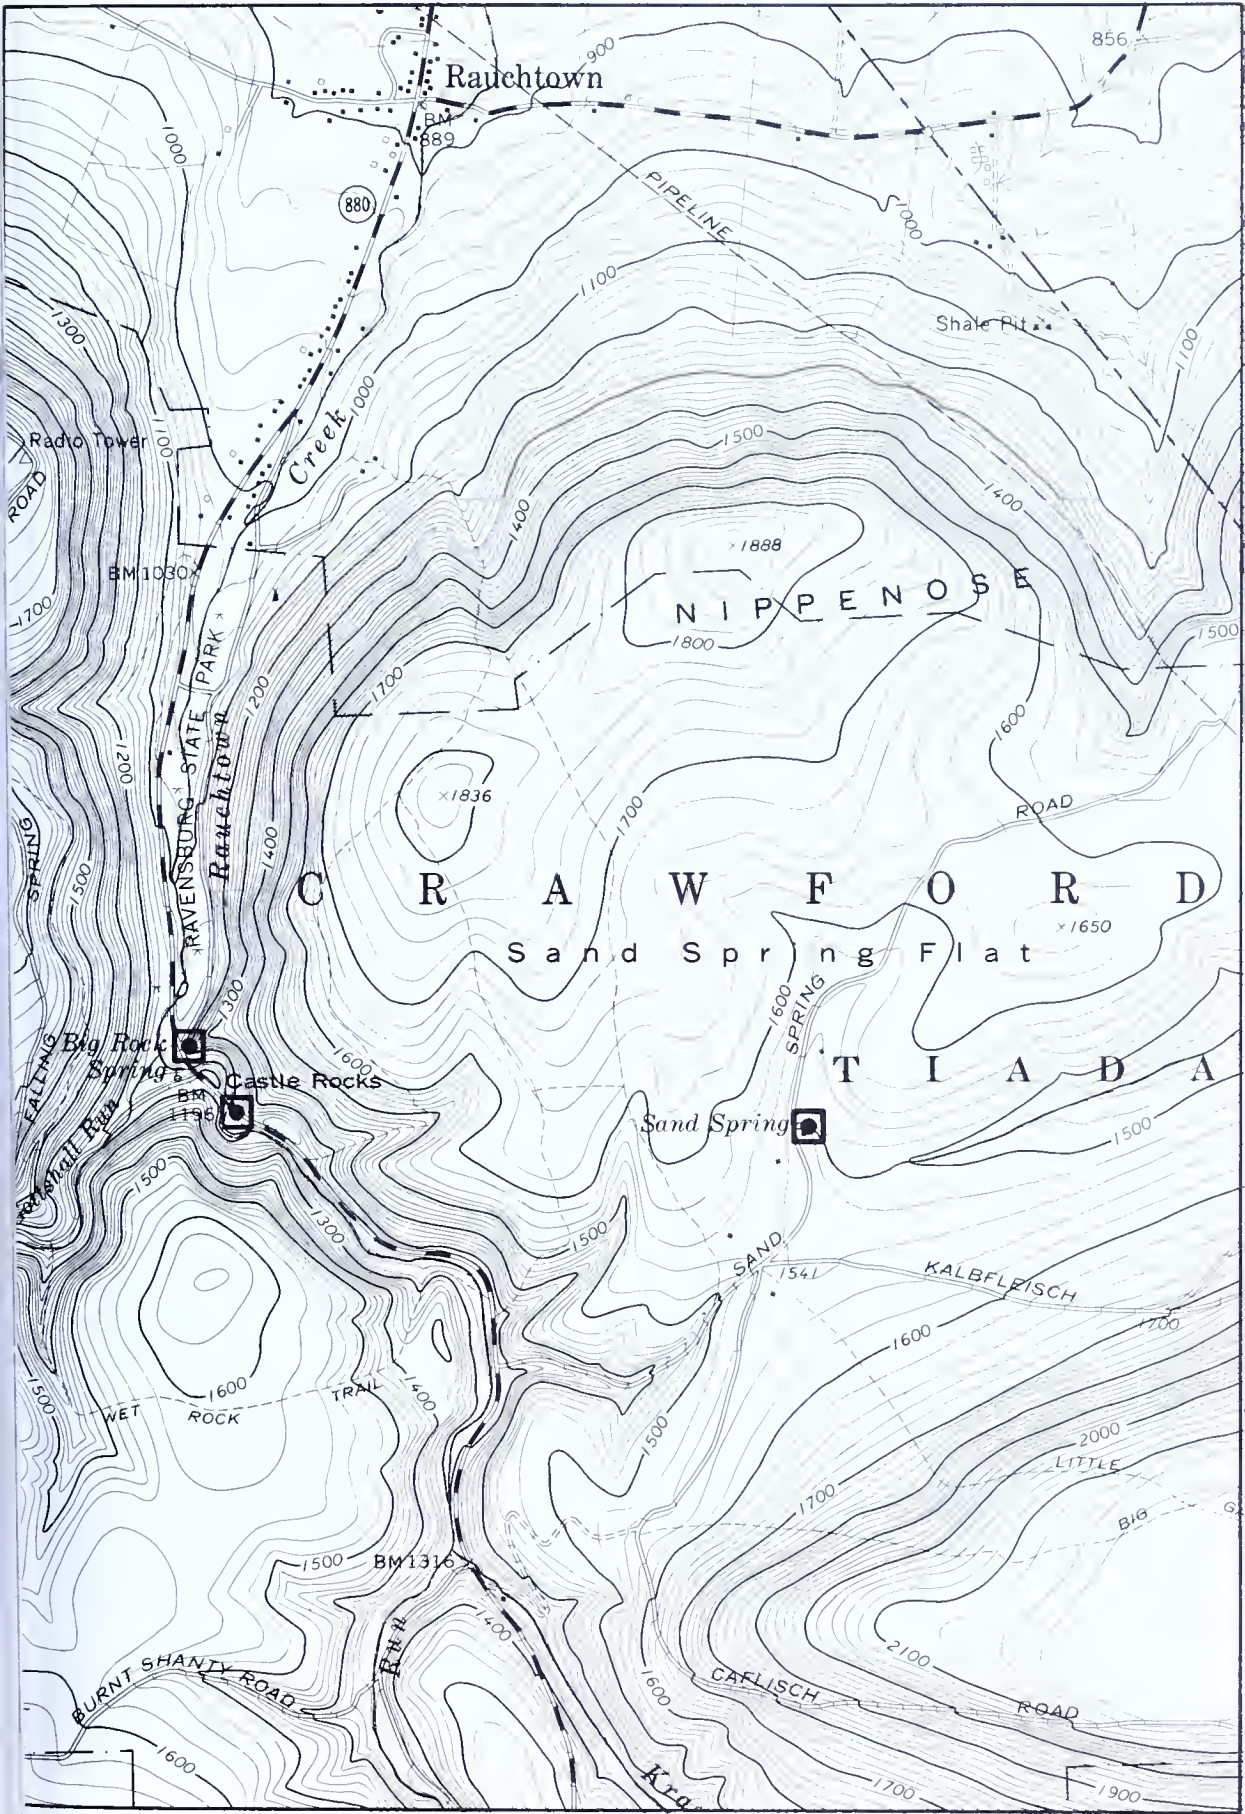 856
900
Rauchtown
BM
889
1000
880
PIPELINE
1000
1100
1300
Shale Pit
1100
1000
Creek
Radio Tower
1100
1500
ROAD
1400
1400
×1888
BM 1030×
NIPPENOSE
1700
1500
1800
RAVENSBURG STATE PARK
1200
1700
1600
Rauchtown
1200
×1836
1700
ROAD
SPRING
1400
1500
CRAWFORD
×1650
Sand Spring Flat
1300
1600
SPRING
Big Rock
Spring
FALLING
1600
TIADA
Castle Rocks
BM
1196
Sand Spring
1500
Run
1500
1300
1500
SAND
1541
KALBFLEISCH
1700
1600
1500
1600
WET ROCK TRAIL
1400
1500
2000
LITTLE
1700
BIG
G
1500
BM 1316×
1400
Run
2100
BURNT SHANTY ROAD
1600
CAFLISCH ROAD
1600
Kra
1700
1900